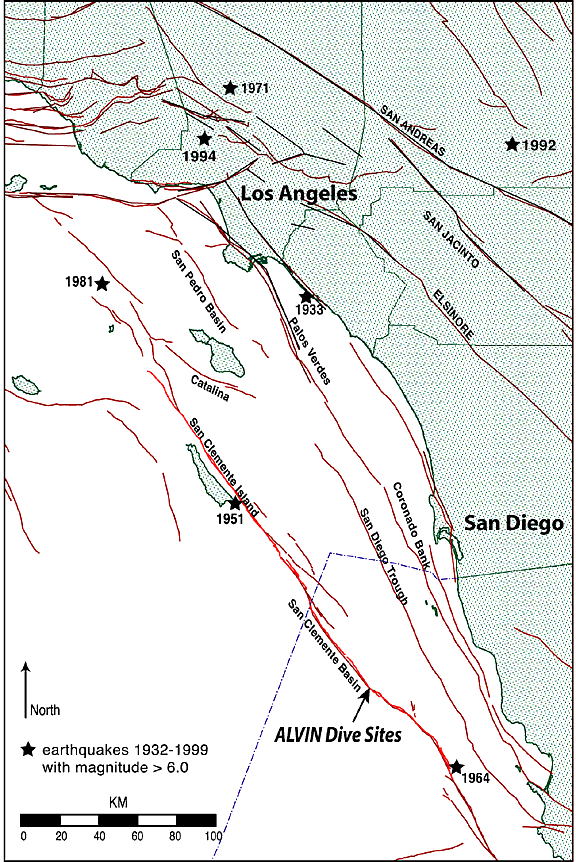 1971
SAN ANDREAS
1994
1992
Los Angeles
SAN JACINTO
1981
San Pedro Basin
1933
ELSINORE
Palos Verdes
Catalina
San Clemente Island
1951
Coronado Bank
San Diego
San Diego Trough
San Clemente Basin
North
ALVIN Dive Sites
earthquakes 1932-1999
with magnitude > 6.0
1964
KM
0 20 40 60 80 100